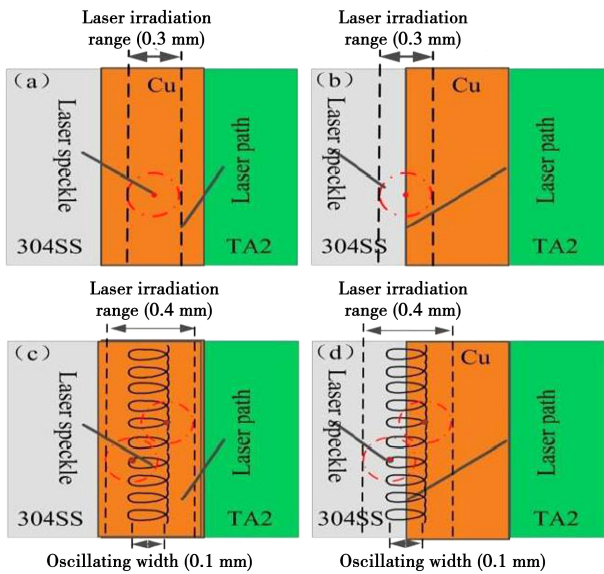 Laser irradiation
range (0.3 mm)
(a)
Cu
Laser speckle
Laser path
304SS
TA2
Laser irradiation
range (0.3 mm)
(b)
Cu
Laser speckle
Laser path
304SS
TA2
Laser irradiation
range (0.4 mm)
(c)
Laser speckle
Laser path
304SS
TA2
Oscillating width (0.1 mm)
Laser irradiation
range (0.4 mm)
(d)
Cu
Laser speckle
Laser path
304SS
TA2
Oscillating width (0.1 mm)